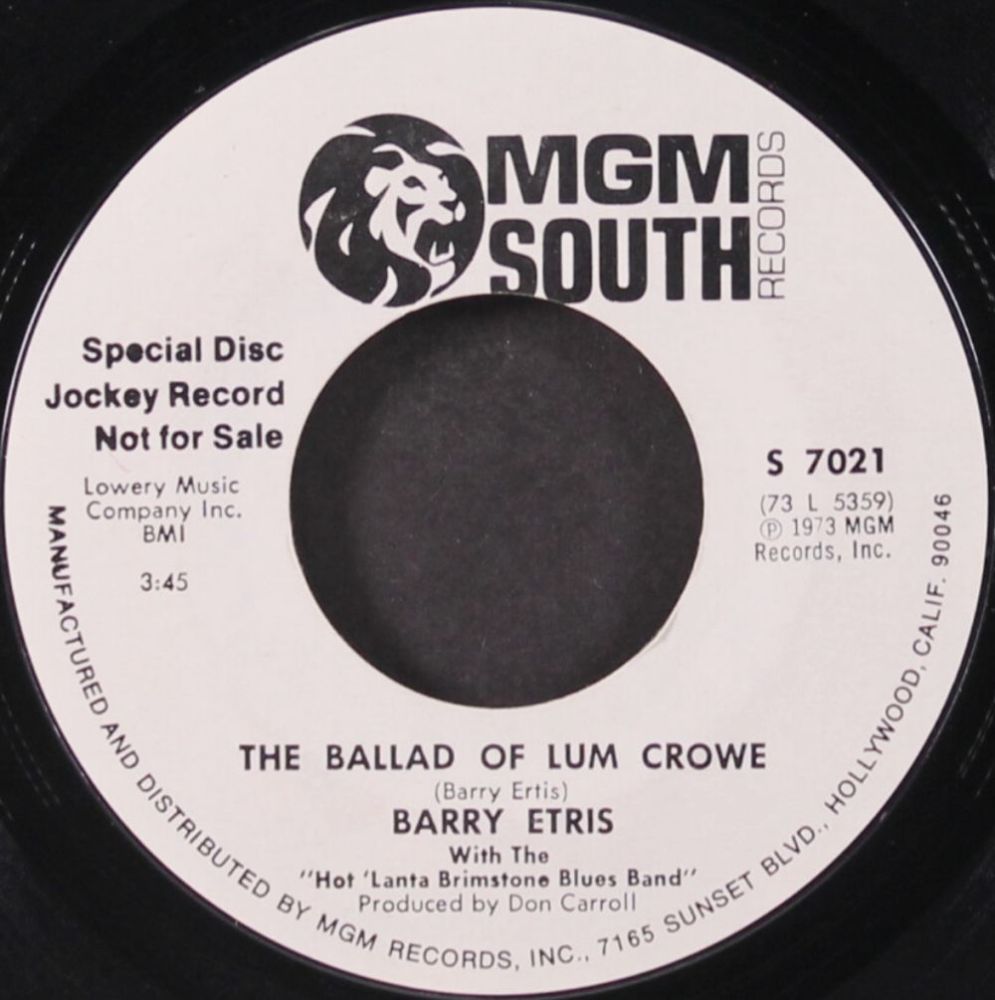 MGM
SOUTH
RECORDS
Special Disc
Jockey Record
Not for Sale
Lowery Music
Company Inc.
BMI
3:45
S 7021
(73 L 5359)
℗ 1973 MGM
Records, Inc.
THE BALLAD OF LUM CROWE
(Barry Ertis)
BARRY ETRIS
With The
"Hot 'Lanta Brimstone Blues Band"
Produced by Don Carroll
MANUFACTURED AND DISTRIBUTED BY MGM RECORDS, INC., 7165 SUNSET BLVD., HOLLYWOOD, CALIF. 90046